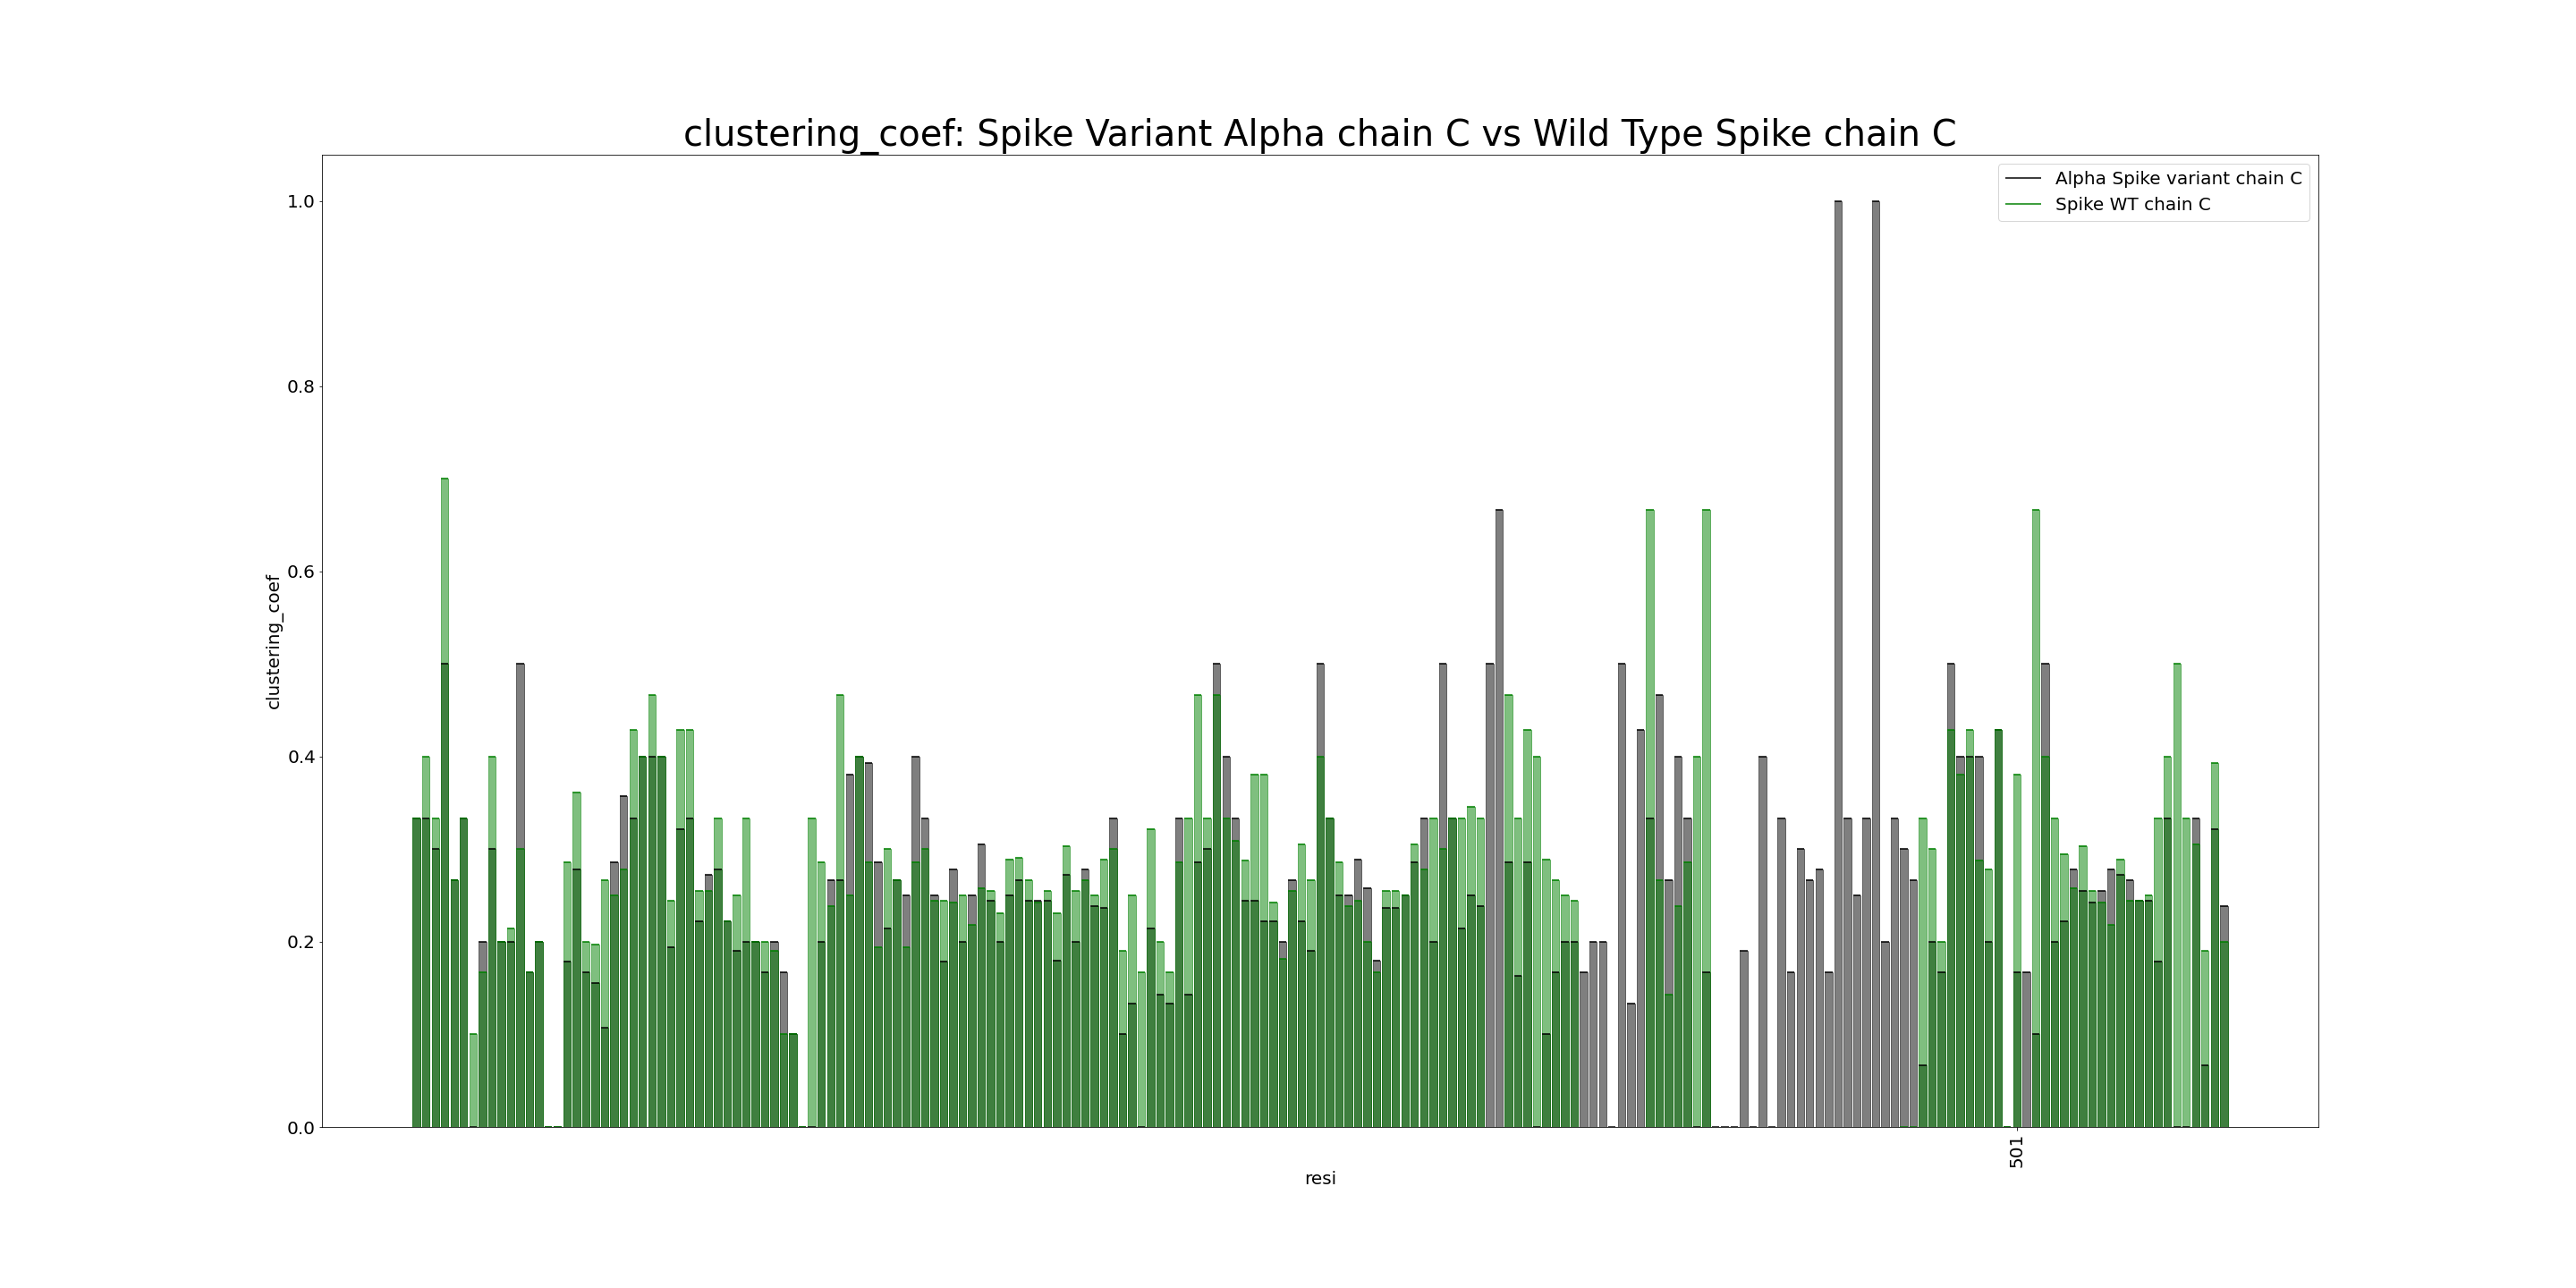 clustering_coef: Spike Variant Alpha chain C vs Wild Type Spike chain C
Alpha Spike variant chain C
Spike WT chain C
1.0
0.8
0.6
0.4
0.2
0.0
clustering_coef
501
resi